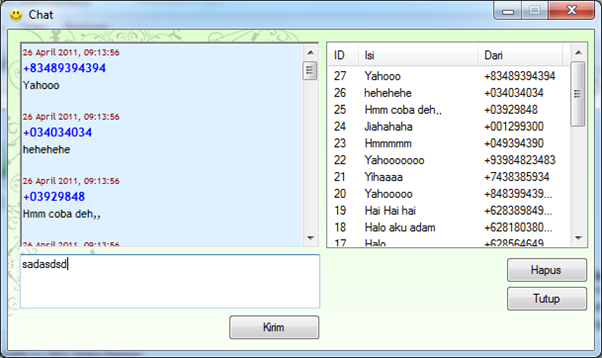 Chat
26 April 2011, 09:13:56
+83489394394
Yahooo
26 April 2011, 09:13:56
+034034034
hehehehe
26 April 2011, 09:13:56
+03929848
Hmm coba deh,,
26 April 2011, 09:13:56
sadasdsd
Kirim
ID Isi Dari
27 Yahooo +83489394394
26 hehehehe +034034034
25 Hmm coba deh,, +03929848
24 Jiahahaha +001299300
23 Hmmmmm +049394390
22 Yahooooooo +93984823483
21 Yihaaaa +7438385934
20 Yahooooo +848399439...
19 Hai Hai hai +628389849...
18 Halo aku adam +628180380...
17 Halo +628564649
Hapus
Tutup